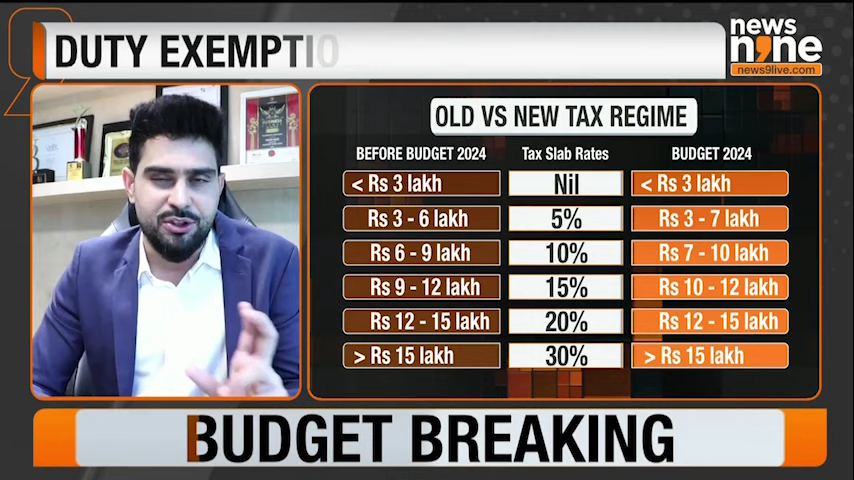 DUTY EXEMPTIO
news
n9ne
news9live.com
OLD VS NEW TAX REGIME
BEFORE BUDGET 2024 Tax Slab Rates BUDGET 2024
< Rs 3 lakh Nil < Rs 3 lakh
Rs 3 - 6 lakh 5% Rs 3 - 7 lakh
Rs 6 - 9 lakh 10% Rs 7 - 10 lakh
Rs 9 - 12 lakh 15% Rs 10 - 12 lakh
Rs 12 - 15 lakh 20% Rs 12 - 15 lakh
> Rs 15 lakh 30% > Rs 15 lakh
BUDGET BREAKING